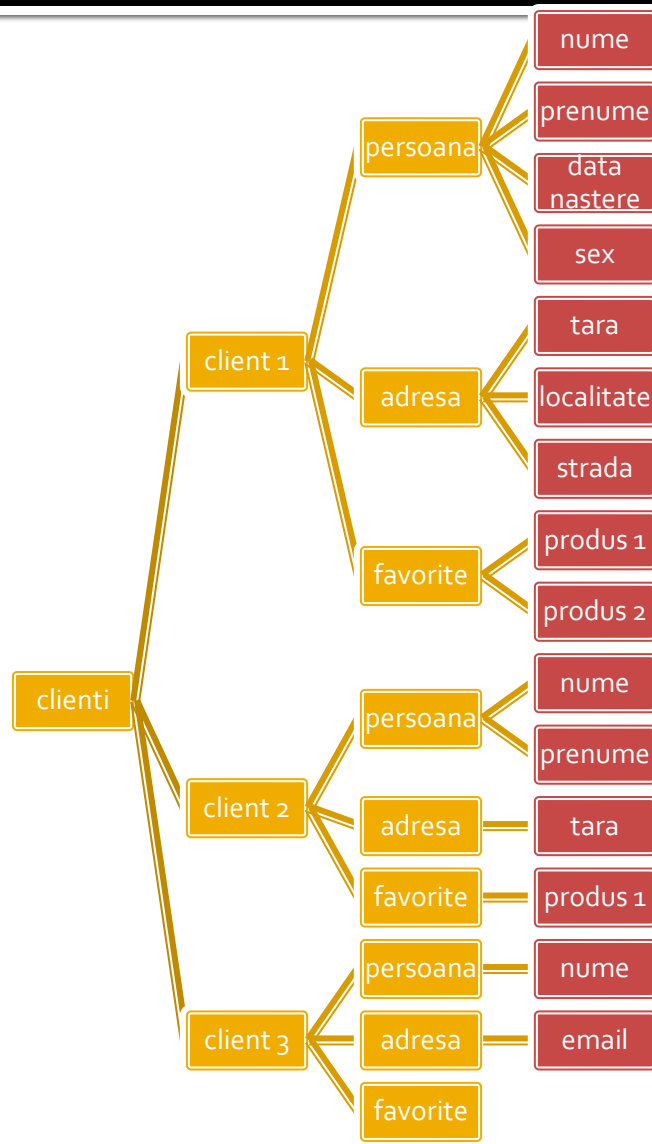 nume
prenume
persoana
data
nastere
sex
client 1
tara
adresa
localitate
strada
favorite
produs 1
produs 2
clienti
nume
persoana
prenume
client 2
adresa
tara
favorite
produs 1
persoana
nume
client 3
adresa
email
favorite